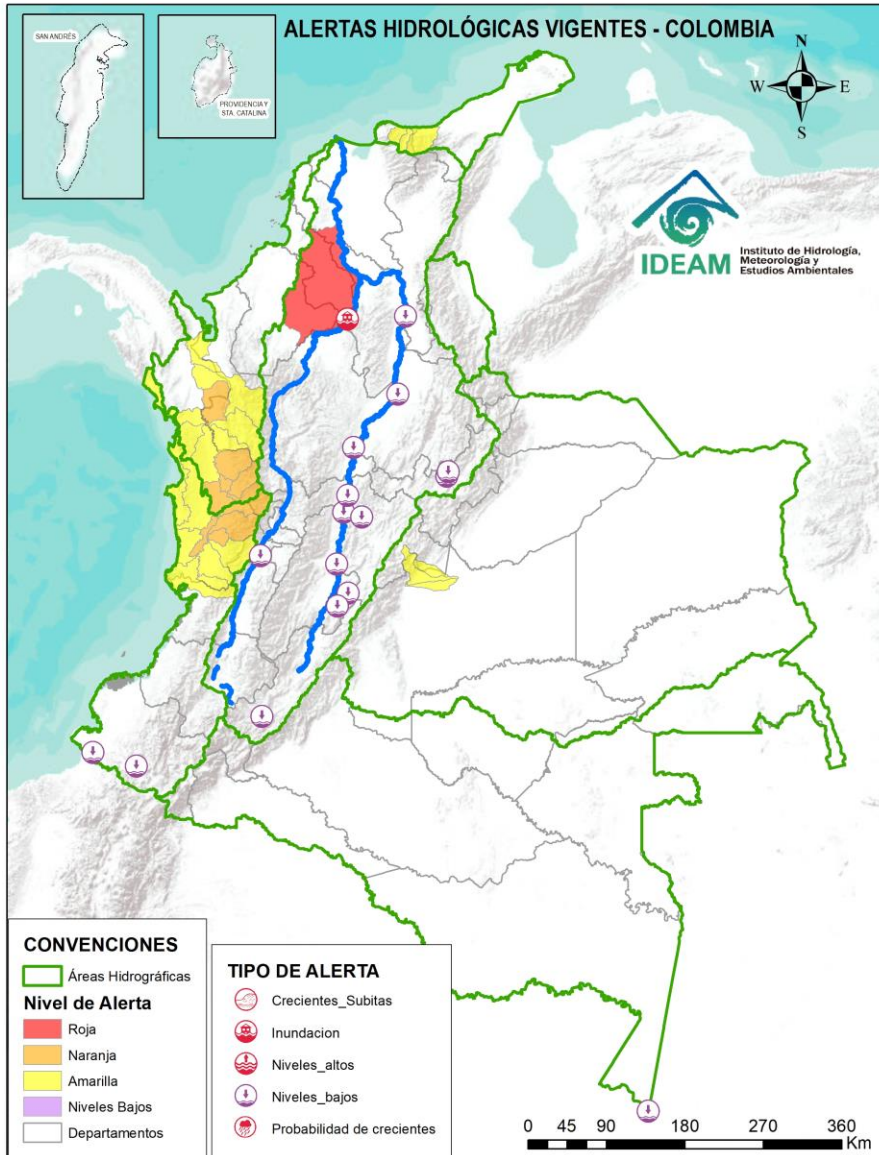 ALERTAS HIDROLÓGICAS VIGENTES - COLOMBIA
SAN ANDRÉS
PROVIDENCIA Y
STA. CATALINA
N
W
E
S
IDEAM
Instituto de Hidrología,
Meteorología y
Estudios Ambientales
CONVENCIONES
Áreas Hidrográficas
Nivel de Alerta
Roja
Naranja
Amarilla
Niveles Bajos
Departamentos
TIPO DE ALERTA
Crecientes_Subitas
Inundacion
Niveles_altos
Niveles_bajos
Probabilidad de crecientes
0 45 90 180 270 360
Km